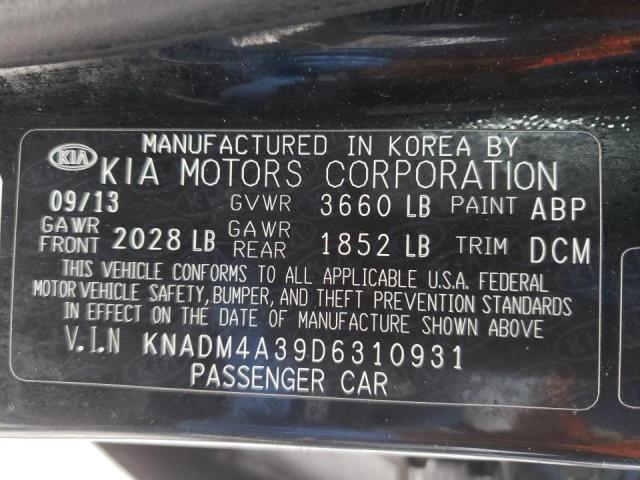 MANUFACTURED IN KOREA BY
KIA KIA MOTORS CORPORATION
09/13 GVWR 3660 LB PAINT ABP
GAWR FRONT 2028 LB GAWR REAR 1852 LB TRIM DCM
THIS VEHICLE CONFORMS TO ALL APPLICABLE U.S.A. FEDERAL
MOTOR VEHICLE SAFETY, BUMPER, AND THEFT PREVENTION STANDARDS
IN EFFECT ON THE DATE OF MANUFACTURE SHOWN ABOVE
V.I.N KNADM4A39D6310931
PASSENGER CAR